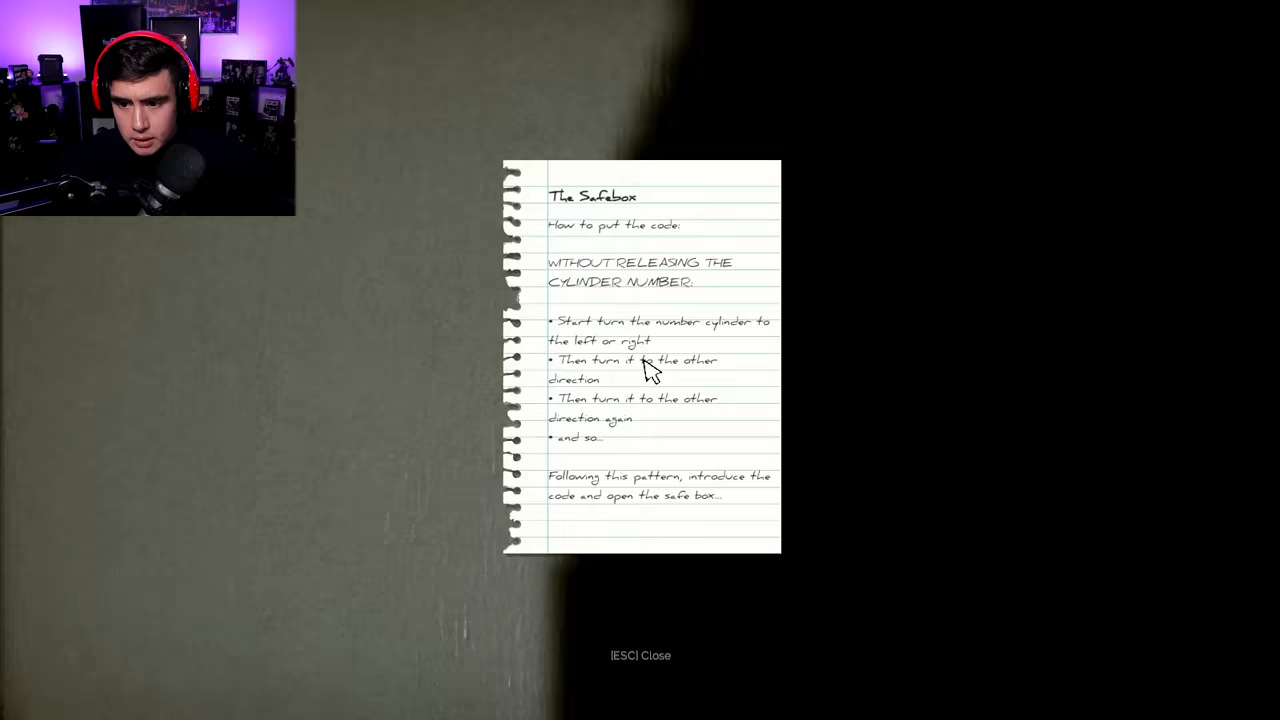 The Safebox
How to put the code:
WITHOUT RELEASING THE
CYLINDER NUMBER:
• Start turn the number cylinder to
the left or right
• Then turn it to the other
direction
• Then turn it to the other
direction again
• and so...
Following this pattern, introduce the
code and open the safe box...
[ESC] Close